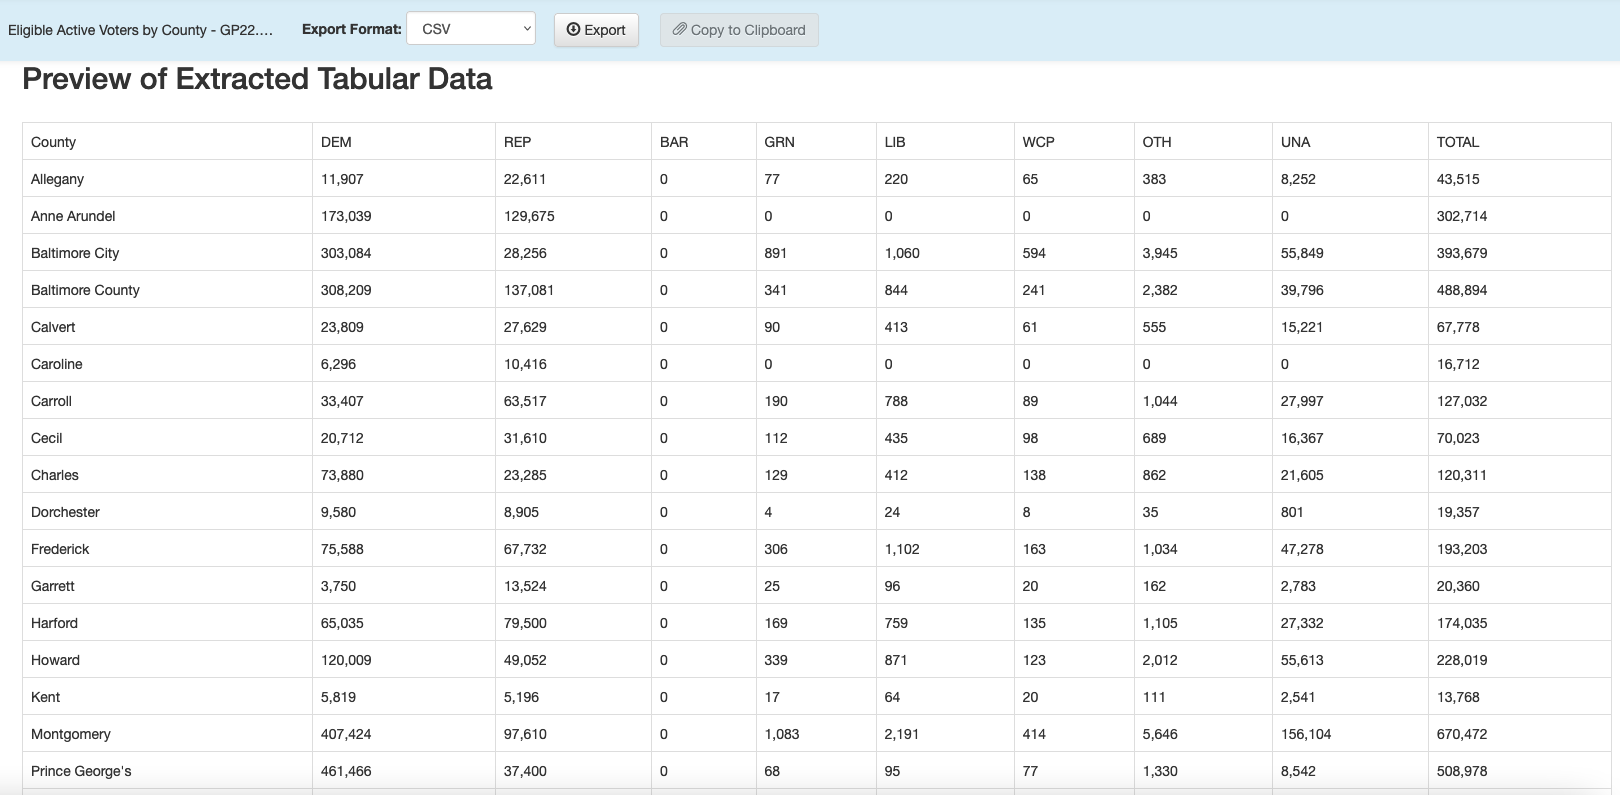 Eligible Active Voters by County - GP22.... Export Format: CSV Export Copy to Clipboard
Preview of Extracted Tabular Data
County DEM REP BAR GRN LIB WCP OTH UNA TOTAL
Allegany 11,907 22,611 0 77 220 65 383 8,252 43,515
Anne Arundel 173,039 129,675 0 0 0 0 0 0 302,714
Baltimore City 303,084 28,256 0 891 1,060 594 3,945 55,849 393,679
Baltimore County 308,209 137,081 0 341 844 241 2,382 39,796 488,894
Calvert 23,809 27,629 0 90 413 61 555 15,221 67,778
Caroline 6,296 10,416 0 0 0 0 0 0 16,712
Carroll 33,407 63,517 0 190 788 89 1,044 27,997 127,032
Cecil 20,712 31,610 0 112 435 98 689 16,367 70,023
Charles 73,880 23,285 0 129 412 138 862 21,605 120,311
Dorchester 9,580 8,905 0 4 24 8 35 801 19,357
Frederick 75,588 67,732 0 306 1,102 163 1,034 47,278 193,203
Garrett 3,750 13,524 0 25 96 20 162 2,783 20,360
Harford 65,035 79,500 0 169 759 135 1,105 27,332 174,035
Howard 120,009 49,052 0 339 871 123 2,012 55,613 228,019
Kent 5,819 5,196 0 17 64 20 111 2,541 13,768
Montgomery 407,424 97,610 0 1,083 2,191 414 5,646 156,104 670,472
Prince George's 461,466 37,400 0 68 95 77 1,330 8,542 508,978